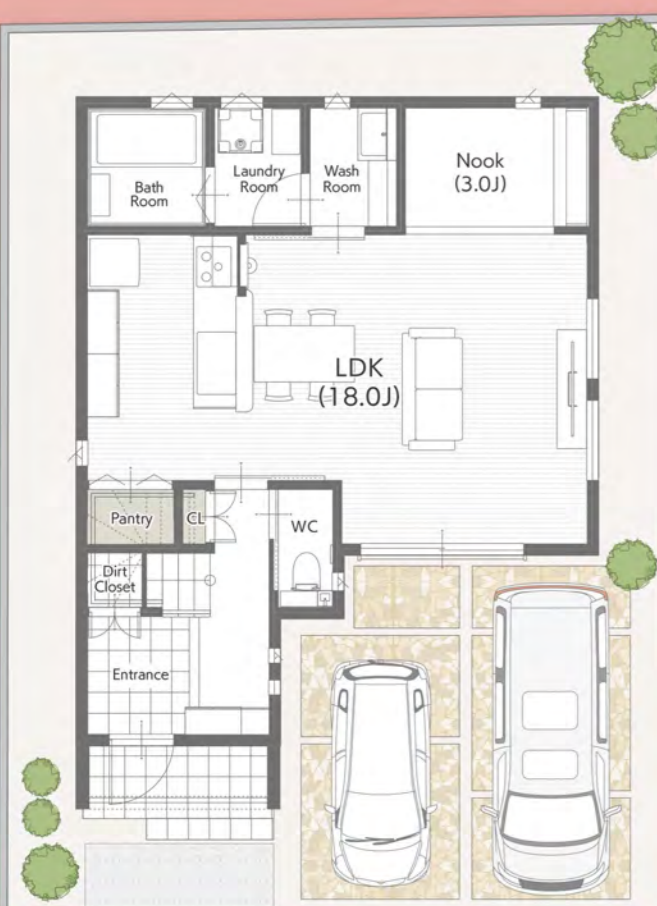 Bath
Room
Laundry
Room
Wash
Room
Nook
(3.0J)
LDK
(18.0J)
Pantry
CL
WC
Dirt
Closet
Entrance